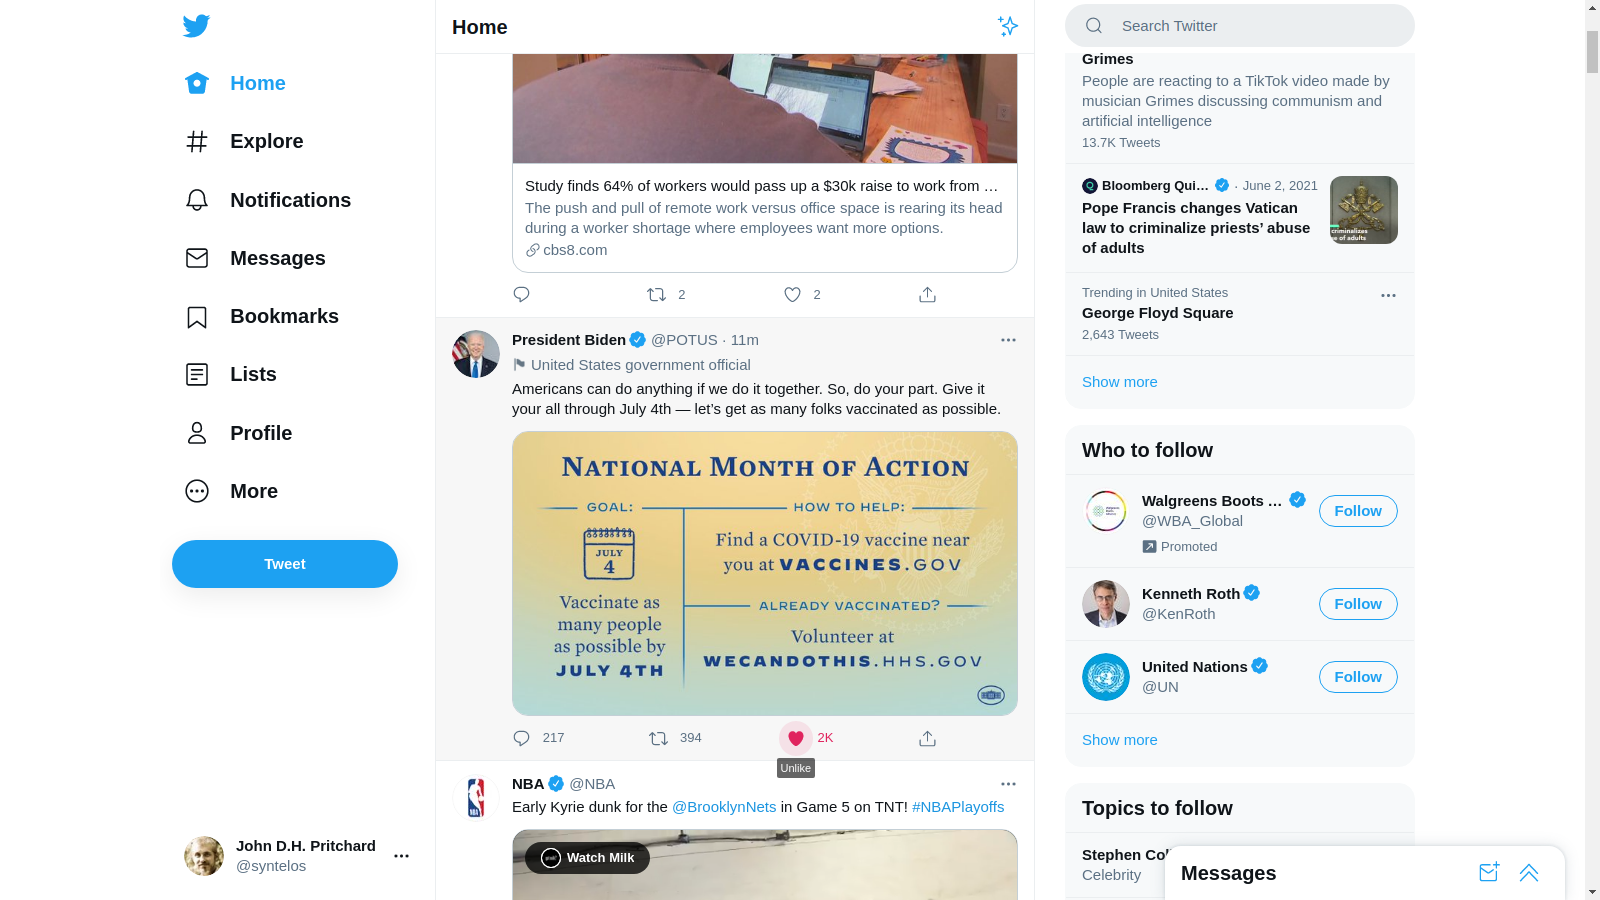 Home
Explore
Notifications
Messages
Bookmarks
Lists
Profile
More
Tweet
John D.H. Pritchard
@syntelos
Home
Study finds 64% of workers would pass up a $30k raise to work from …
The push and pull of remote work versus office space is rearing its head
during a worker shortage where employees want more options.
cbs8.com
2
2
President Biden @POTUS · 11m
United States government official
Americans can do anything if we do it together. So, do your part. Give it
your all through July 4th — let’s get as many folks vaccinated as possible.
NATIONAL MONTH OF ACTION
GOAL:
JULY
4
Vaccinate as
many people
as possible by
JULY 4TH
HOW TO HELP:
Find a COVID-19 vaccine near
you at VACCINES.GOV
ALREADY VACCINATED?
Volunteer at
WECANDOTHIS.HHS.GOV
217
394
2K
Unlike
NBA @NBA
Early Kyrie dunk for the @BrooklynNets in Game 5 on TNT! #NBAPlayoffs
Watch Milk
Search Twitter
Grimes
People are reacting to a TikTok video made by
musician Grimes discussing communism and
artificial intelligence
13.7K Tweets
Bloomberg Qui… · June 2, 2021
Pope Francis changes Vatican
law to criminalize priests’ abuse
of adults
criminalizes
se of adults
Trending in United States
George Floyd Square
2,643 Tweets
Show more
Who to follow
Walgreens Boots …
@WBA_Global
Promoted
Follow
Kenneth Roth
@KenRoth
Follow
United Nations
@UN
Follow
Show more
Topics to follow
Stephen Col
Celebrity
Messages